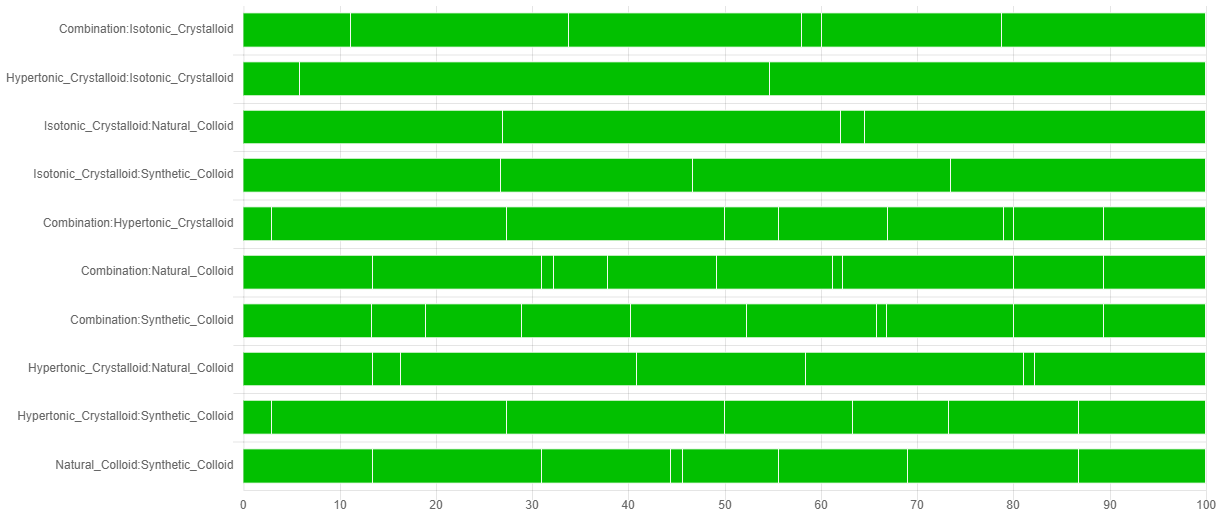 Combination:Isotonic_Crystalloid
Hypertonic_Crystalloid:Isotonic_Crystalloid
Isotonic_Crystalloid:Natural_Colloid
Isotonic_Crystalloid:Synthetic_Colloid
Combination:Hypertonic_Crystalloid
Combination:Natural_Colloid
Combination:Synthetic_Colloid
Hypertonic_Crystalloid:Natural_Colloid
Hypertonic_Crystalloid:Synthetic_Colloid
Natural_Colloid:Synthetic_Colloid
0 10 20 30 40 50 60 70 80 90 100